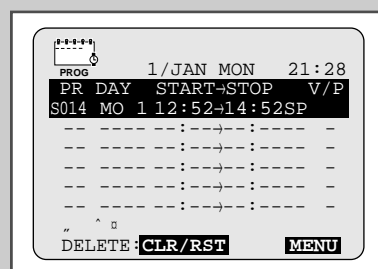 PROG 1/JAN MON 21:28
PR DAY START→STOP V/P
S014 MO 1 12:52→14:52SP
-- ---- --:--→--:---- -
-- ---- --:--→--:---- -
-- ---- --:--→--:---- -
-- ---- --:--→--:---- -
-- ---- --:--→--:---- -
„ ˆ ¤
DELETE:CLR/RST MENU